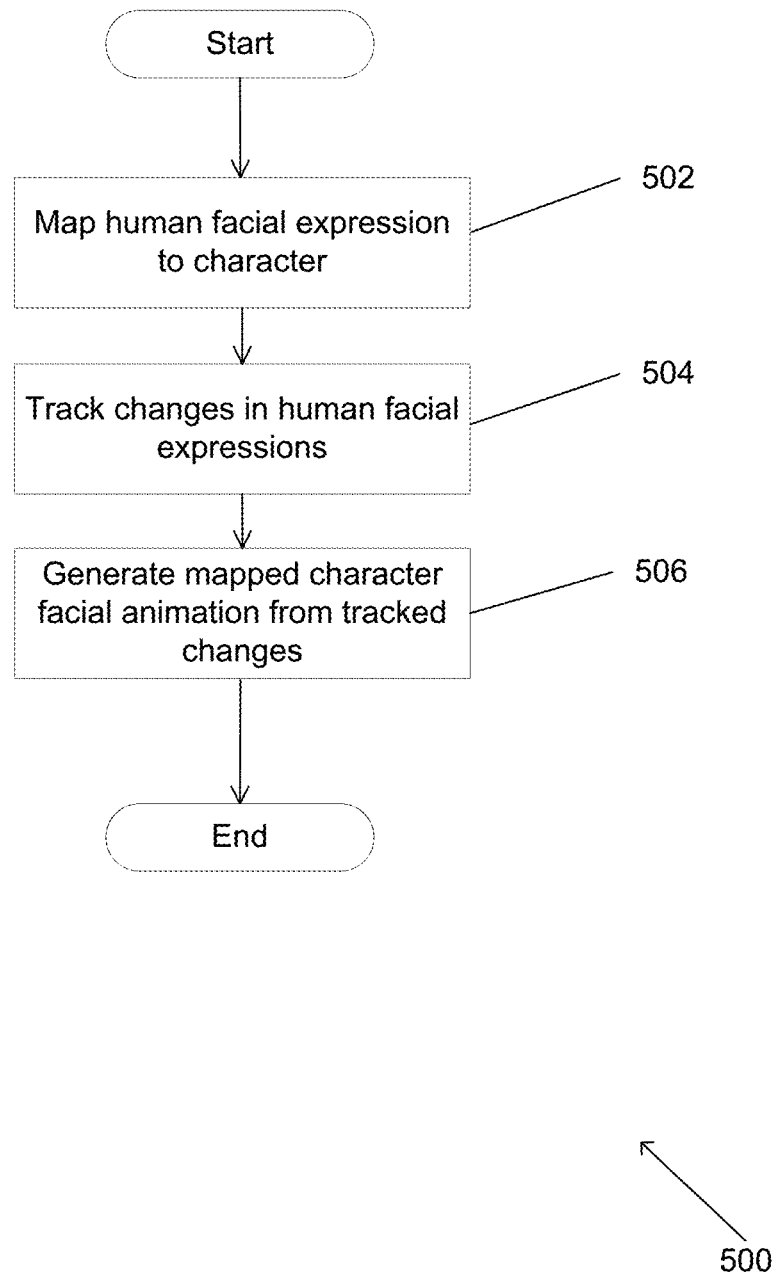 Start
502
Map human facial expression
to character
504
Track changes in human facial
expressions
506
Generate mapped character
facial animation from tracked
changes
End
500